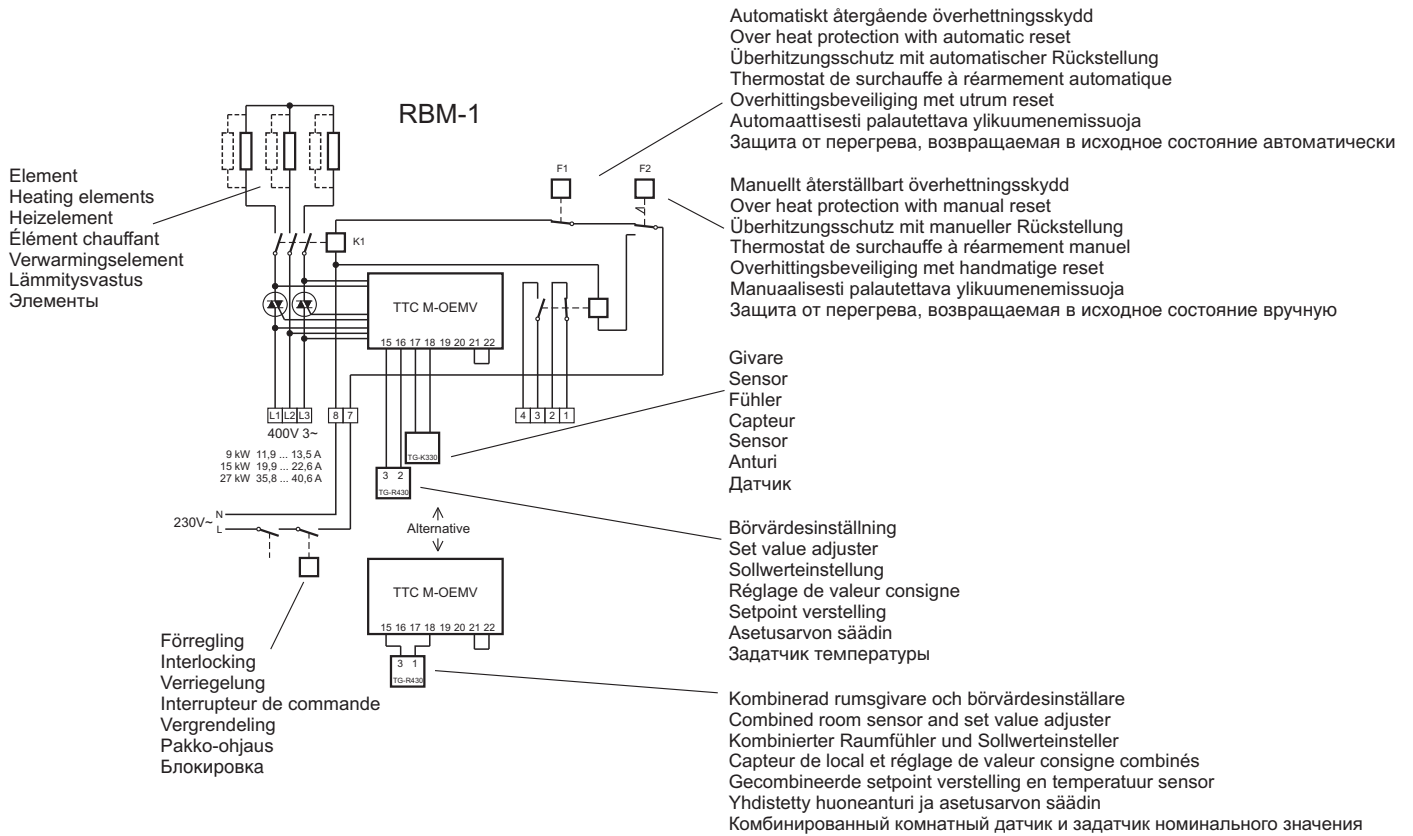 Automatiskt återgående överhettningsskydd
Over heat protection with automatic reset
Überhitzungsschutz mit automatischer Rückstellung
Thermostat de surchauffe à réarmement automatique
Overhittingsbeveiliging met utrum reset
Automaattisesti palautettava ylikuumenemissuoja
Защита от перегрева, возвращаемая в исходное состояние автоматически
RBM-1
F1
F2
Element
Heating elements
Heizelement
Élément chauffant
Verwarmingselement
Lämmitysvastus
Элементы
Manuellt återställbart överhettningsskydd
Over heat protection with manual reset
Überhitzungsschutz mit manueller Rückstellung
Thermostat de surchauffe à réarmement manuel
Overhittingsbeveiliging met handmatige reset
Manuaalisesti palautettava ylikuumenemissuoja
Защита от перегрева, возвращаемая в исходное состояние вручную
K1
TTC M-OEMV
15 16 17 18 19 20 21 22
L1 L2 L3 8 7
4 3 2 1
400V 3~
9 kW 11,9 ... 13,5 A
15 kW 19,9 ... 22,6 A
27 kW 35,8 ... 40,6 A
TG-K330
3 2
TG-R430
Givare
Sensor
Fühler
Capteur
Sensor
Anturi
Датчик
230V~ N
L
Alternative
Börvärdesinställning
Set value adjuster
Sollwerteinstellung
Réglage de valeur consigne
Setpoint verstelling
Asetusarvon säädin
Задатчик температуры
TTC M-OEMV
15 16 17 18 19 20 21 22
3 1
TG-R430
Förregling
Interlocking
Verriegelung
Interrupteur de commande
Vergrendeling
Pakko-ohjaus
Блокировка
Kombinerad rumsgivare och börvärdesinställare
Combined room sensor and set value adjuster
Kombinierter Raumfühler und Sollwerteinsteller
Capteur de local et réglage de valeur consigne combinés
Gecombineerde setpoint verstelling en temperatuur sensor
Yhdistetty huoneanturi ja asetusarvon säädin
Комбинированный комнатный датчик и задатчик номинального значения